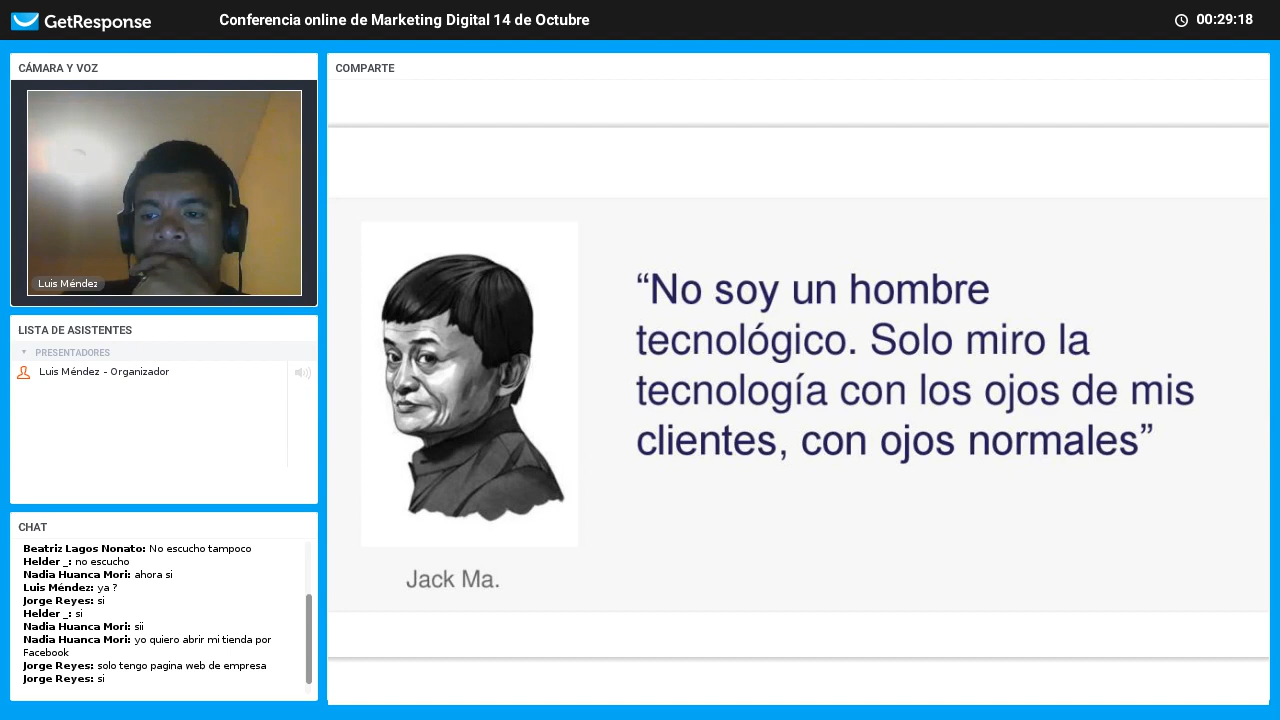 GetResponse
Conferencia online de Marketing Digital 14 de Octubre
00:29:18
CÁMARA Y VOZ
Luis Méndez
LISTA DE ASISTENTES
PRESENTADORES
Luis Méndez - Organizador
CHAT
Beatriz Lagos Nonato: No escucho tampoco
Helder _: no escucho
Nadia Huanca Mori: ahora si
Luis Méndez: ya ?
Jorge Reyes: si
Helder _: si
Nadia Huanca Mori: sii
Nadia Huanca Mori: yo quiero abrir mi tienda por
Facebook
Jorge Reyes: solo tengo pagina web de empresa
Jorge Reyes: si
COMPARTE
“No soy un hombre
tecnológico. Solo miro la
tecnología con los ojos de mis
clientes, con ojos normales”
Jack Ma.